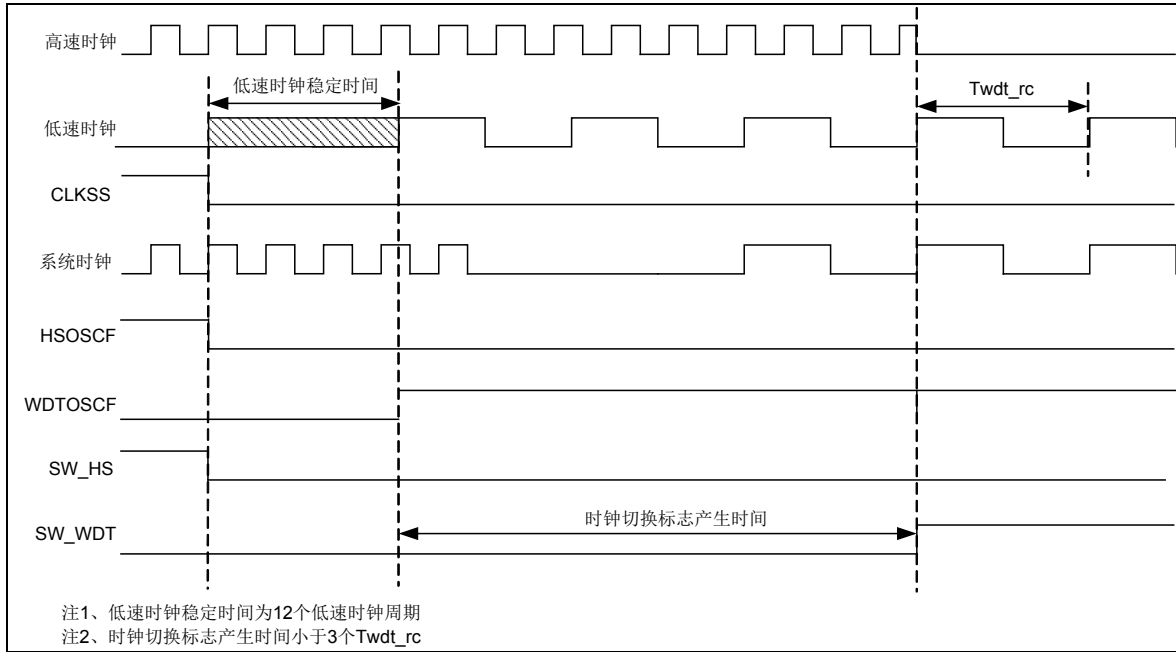 高速时钟
低速时钟稳定时间
Twdt_rc
低速时钟
CLKSS
系统时钟
HSOSCF
WDTOSCF
SW_HS
时钟切换标志产生时间
SW_WDT
注1、低速时钟稳定时间为12个低速时钟周期
注2、时钟切换标志产生时间小于3个Twdt_rc